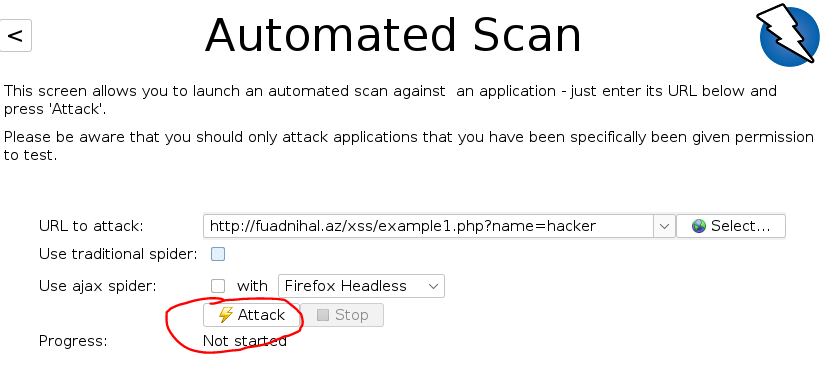 <
Automated Scan
This screen allows you to launch an automated scan against an application - just enter its URL below and
press 'Attack'.
Please be aware that you should only attack applications that you have been specifically been given permission
to test.
URL to attack: http://fuadnihal.az/xss/example1.php?name=hacker Select...
Use traditional spider:
Use ajax spider: with Firefox Headless
Attack Stop
Progress: Not started